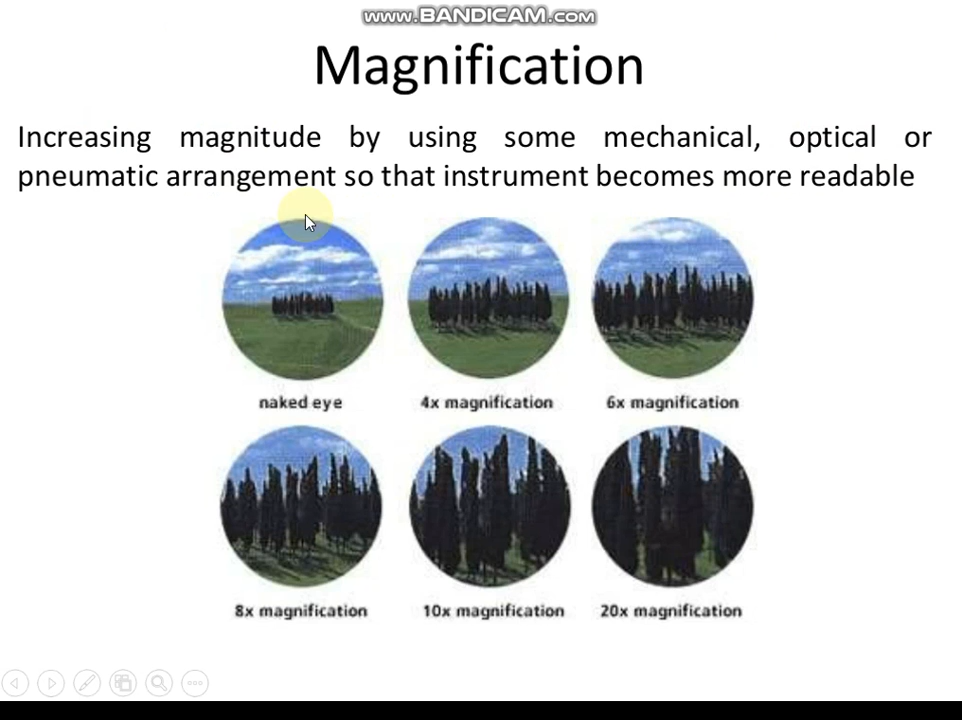 www.BANDICAM.com
Magnification
Increasing magnitude by using some mechanical, optical or
pneumatic arrangement so that instrument becomes more readable
naked eye
4x magnification
6x magnification
8x magnification
10x magnification
20x magnification